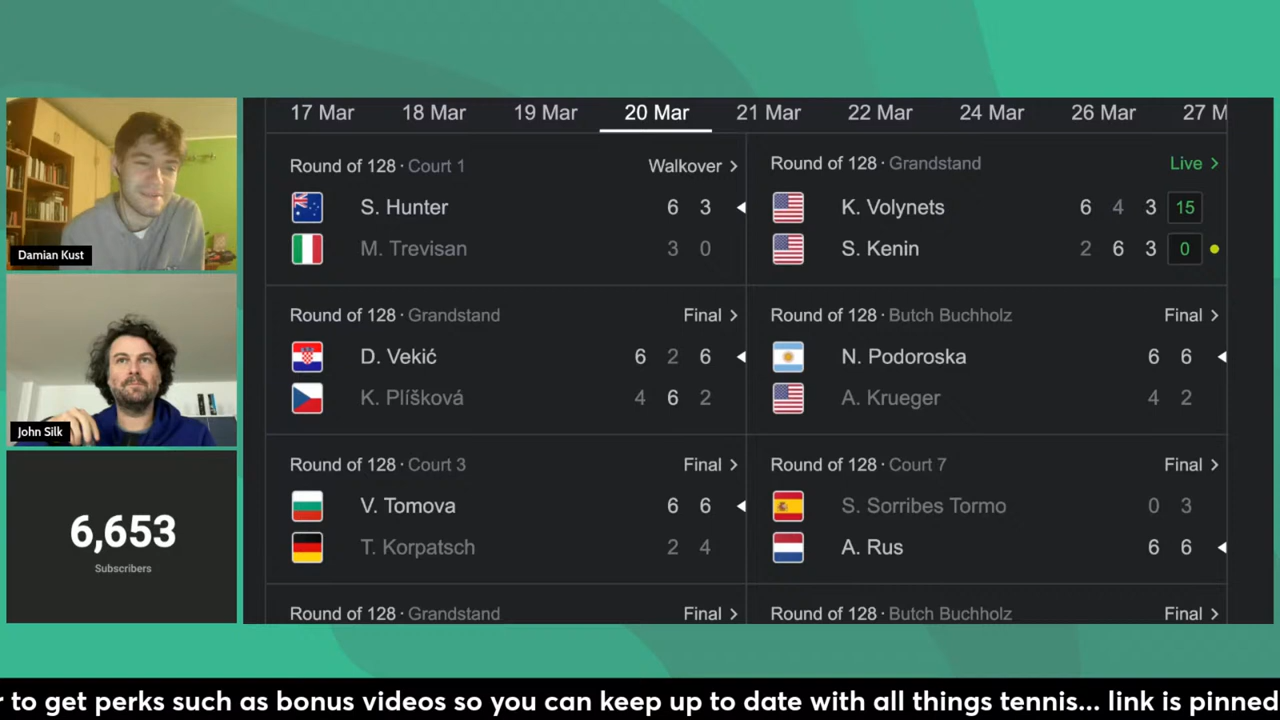 17 Mar 18 Mar 19 Mar 20 Mar 21 Mar 22 Mar 24 Mar 26 Mar 27 M
Round of 128 · Court 1 Walkover
S. Hunter 6 3
M. Trevisan 3 0
Round of 128 · Grandstand Live
K. Volynets 6 4 3 15
S. Kenin 2 6 3 0
Damian Kust
Round of 128 · Grandstand Final
D. Vekić 6 2 6
K. Plíšková 4 6 2
Round of 128 · Butch Buchholz Final
N. Podoroska 6 6
A. Krueger 4 2
John Silk
Round of 128 · Court 3 Final
V. Tomova 6 6
T. Korpatsch 2 4
Round of 128 · Court 7 Final
S. Sorribes Tormo 0 3
A. Rus 6 6
6,653
Subscribers
Round of 128 · Grandstand Final
Round of 128 · Butch Buchholz Final
r to get perks such as bonus videos so you can keep up to date with all things tennis... link is pinned